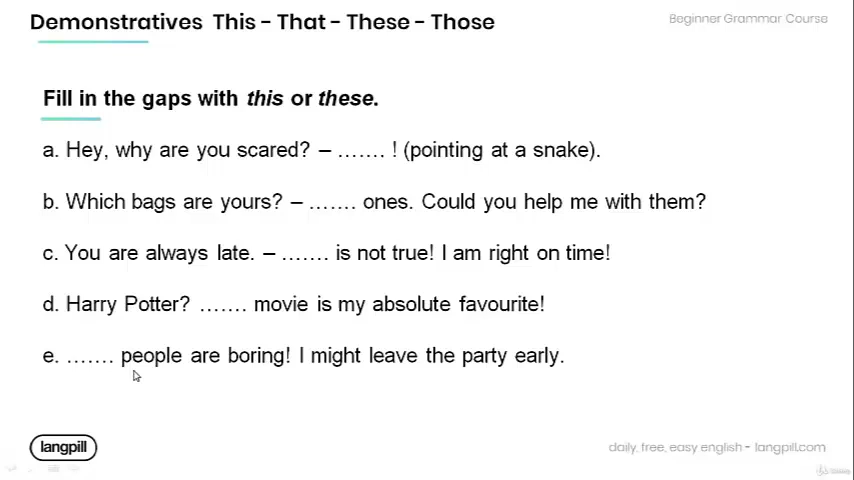 Demonstratives This – That – These – Those
Beginner Grammar Course
Fill in the gaps with this or these.
a. Hey, why are you scared? – ....... ! (pointing at a snake).
b. Which bags are yours? – ....... ones. Could you help me with them?
c. You are always late. – ....... is not true! I am right on time!
d. Harry Potter? ....... movie is my absolute favourite!
e. ....... people are boring! I might leave the party early.
langpill
daily, free, easy english – langpill.com